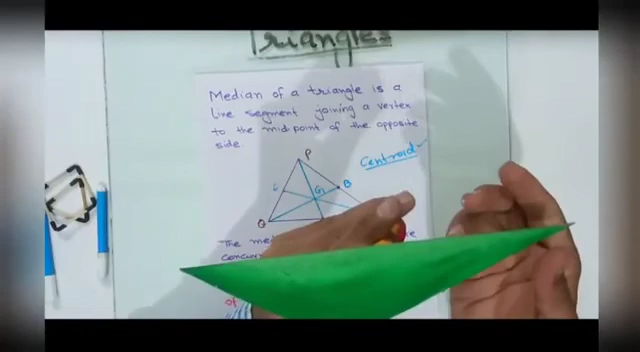 Triangles
Median of a triangle is a
line segment joining a vertex
to the mid point of the opposite
side.
Centroid
P
B
G
Q
The
of